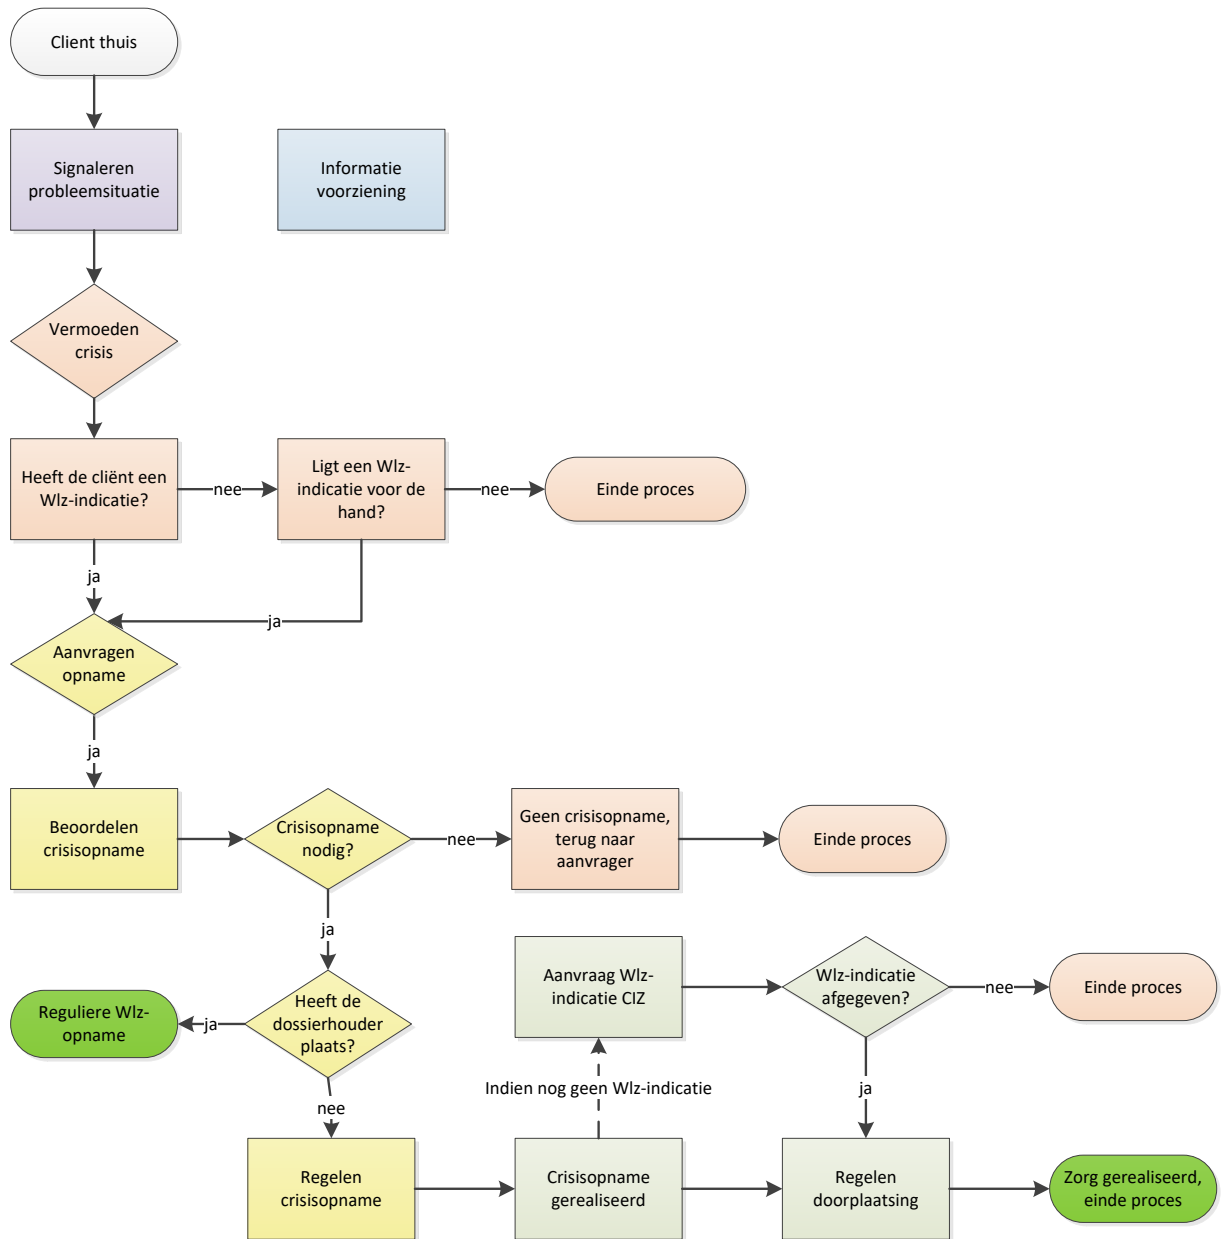 Client thuis
Signaleren
probleemsituatie
Informatie
voorziening
Vermoeden
crisis
Heeft de cliënt een
Wlz-indicatie?
nee
Ligt een Wlz-
indicatie voor de
hand?
nee
Einde proces
ja
ja
Aanvragen
opname
ja
Beoordelen
crisisopname
Crisisopname
nodig?
nee
Geen crisisopname,
terug naar
aanvrager
Einde proces
ja
Aanvraag Wlz-
indicatie CIZ
Wlz-indicatie
afgegeven?
nee
Einde proces
Reguliere Wlz-
opname
ja
Heeft de
dossierhouder
plaats?
Indien nog geen Wlz-indicatie
ja
nee
Regelen
crisisopname
Crisisopname
gerealiseerd
Regelen
doorplaatsing
Zorg gerealiseerd,
einde proces